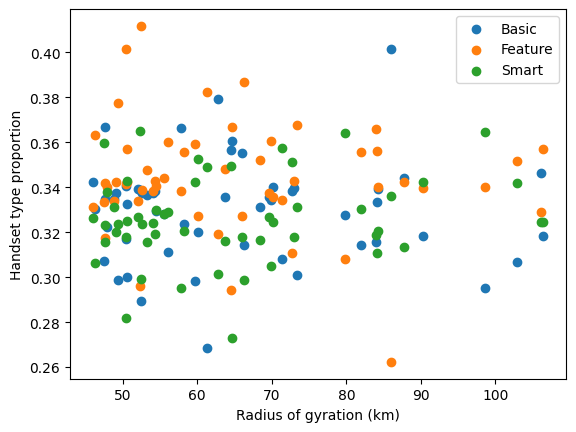 Basic
Feature
Smart
Handset type proportion
0.40
0.38
0.36
0.34
0.32
0.30
0.28
0.26
50 60 70 80 90 100
Radius of gyration (km)